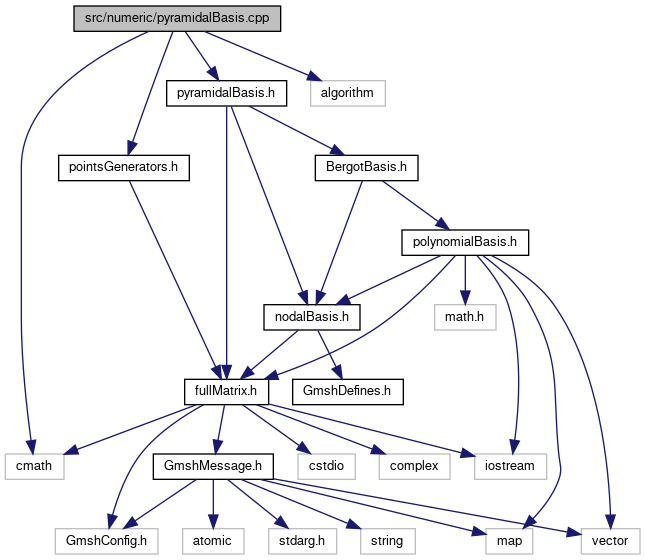 src/numeric/pyramidalBasis.cpp
pyramidalBasis.h
algorithm
pointsGenerators.h
BergotBasis.h
polynomialBasis.h
nodalBasis.h
math.h
fullMatrix.h
GmshDefines.h
cmath
GmshMessage.h
cstdio
complex
iostream
GmshConfig.h
atomic
stdarg.h
string
map
vector